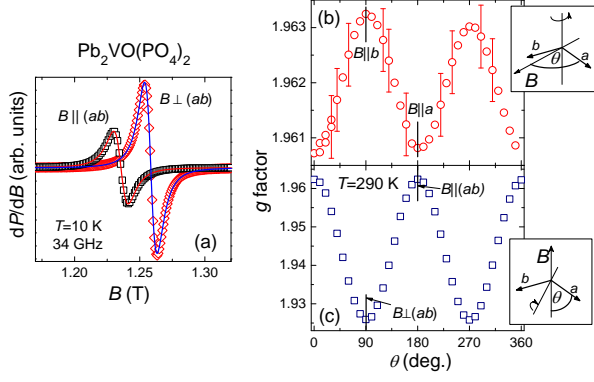 Pb₂VO(PO₄)₂
dP/dB (arb. units)
B || (ab)
B ⊥ (ab)
T=10 K
34 GHz
(a)
1.20
1.25
1.30
B (T)
g factor
(b)
1.963
1.962
1.961
B||b
B||a
b
θ
a
B
1.96
1.95
1.94
1.93
T=290 K
B||(ab)
B⊥(ab)
(c)
0
90
180
270
360
θ (deg.)
B
b
a
θ